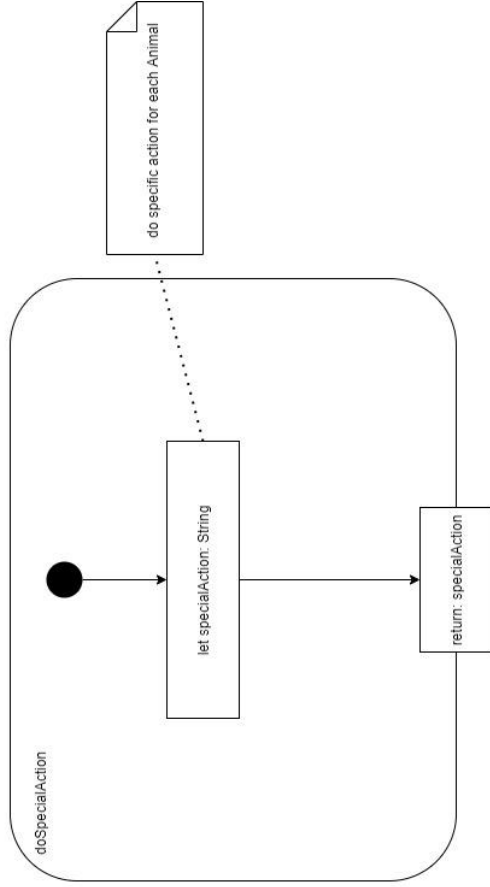 doSpecialAction
let specialAction: String
return: specialAction
do specific action for each Animal